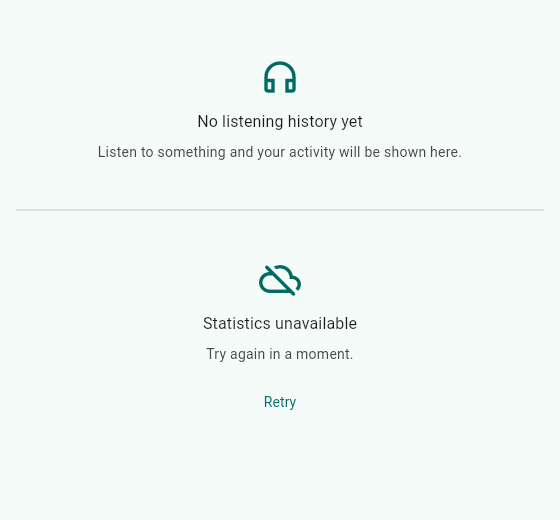 No listening history yet
Listen to something and your activity will be shown here.
Statistics unavailable
Try again in a moment.
Retry